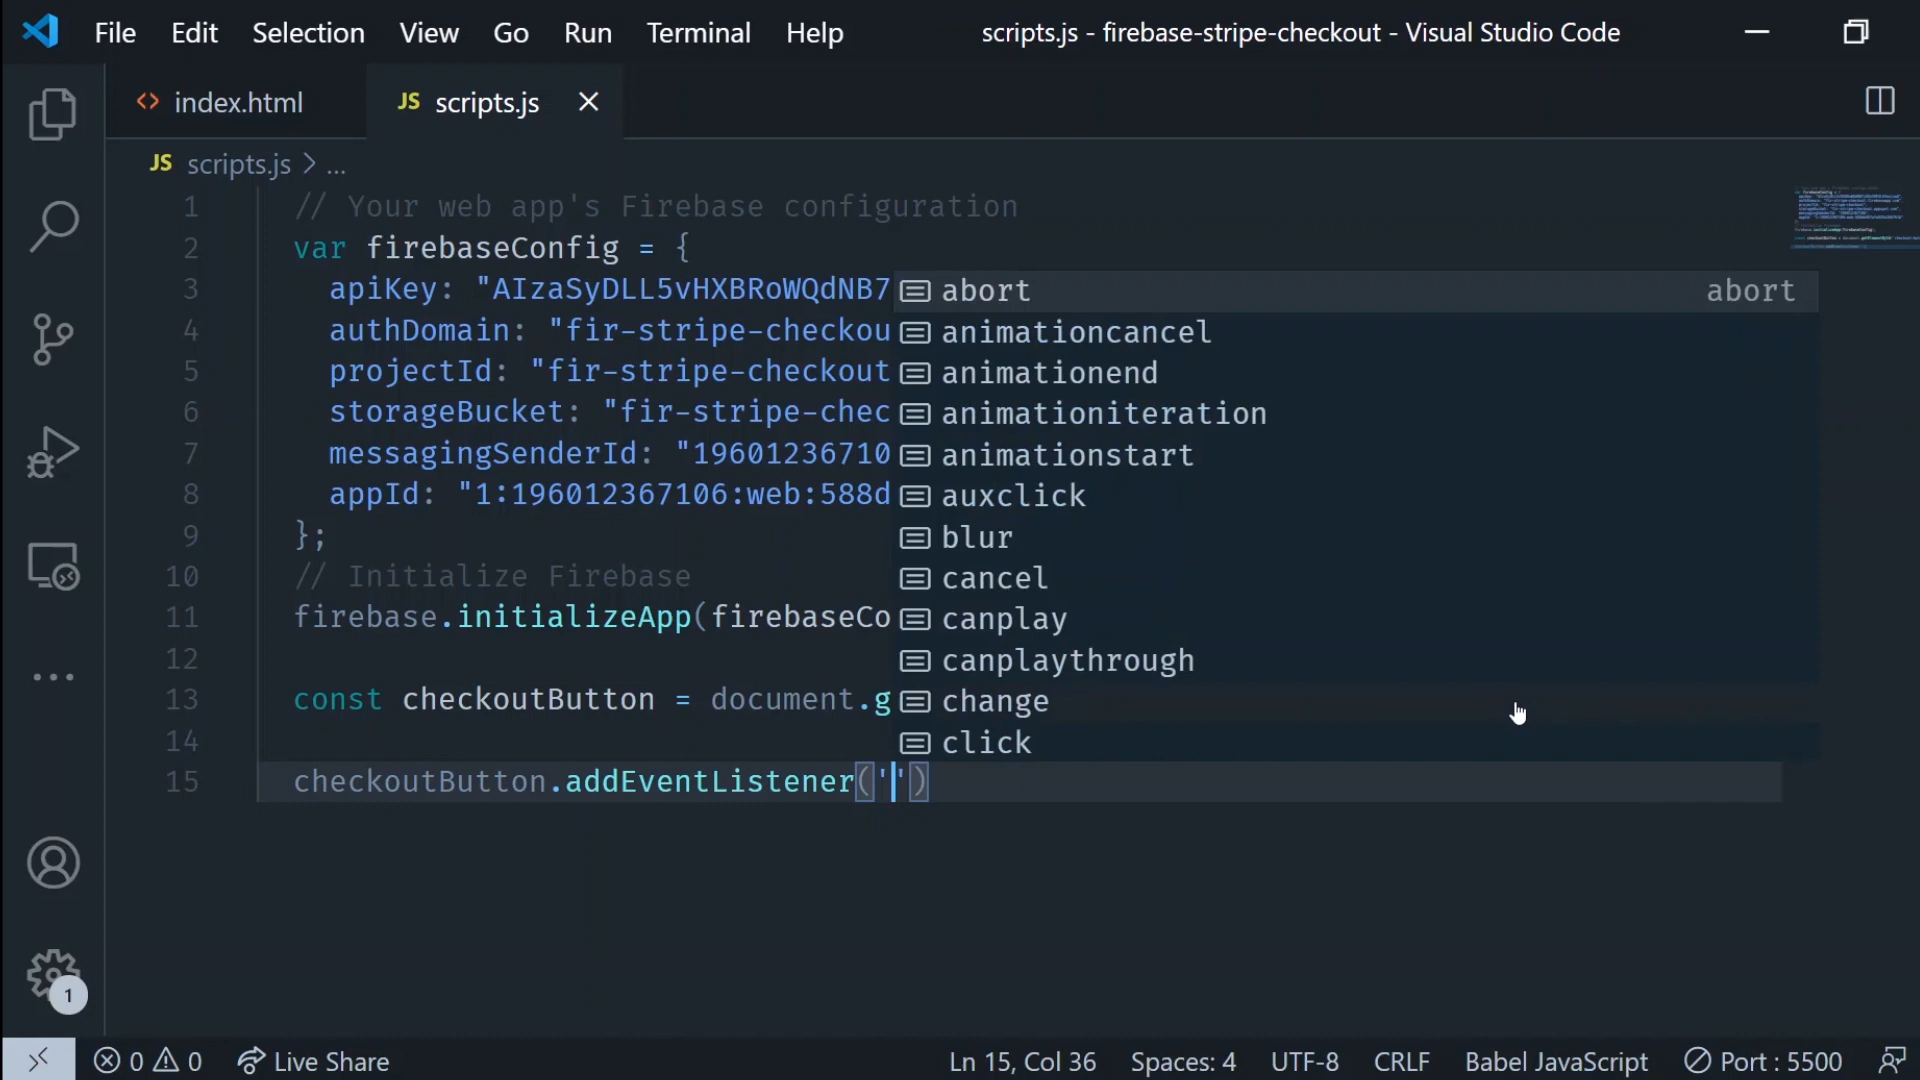 File Edit Selection View Go Run Terminal Help scripts.js - firebase-stripe-checkout - Visual Studio Code
<> index.html JS scripts.js
JS scripts.js > ...
1 // Your web app's Firebase configuration
2 var firebaseConfig = {
3 apiKey: "AIzaSyDLL5vHXBRoWQdNB7 abort abort
4 authDomain: "fir-stripe-checkou animationcancel
5 projectId: "fir-stripe-checkout animationend
6 storageBucket: "fir-stripe-chec animationiteration
7 messagingSenderId: "19601236710 animationstart
8 appId: "1:196012367106:web:588d auxclick
9 }; blur
10 // Initialize Firebase cancel
11 firebase.initializeApp(firebaseCo canplay
12 canplaythrough
13 const checkoutButton = document.g change
14 click
15 checkoutButton.addEventListener('')
1
0 0 Live Share Ln 15, Col 36 Spaces: 4 UTF-8 CRLF Babel JavaScript Port : 5500